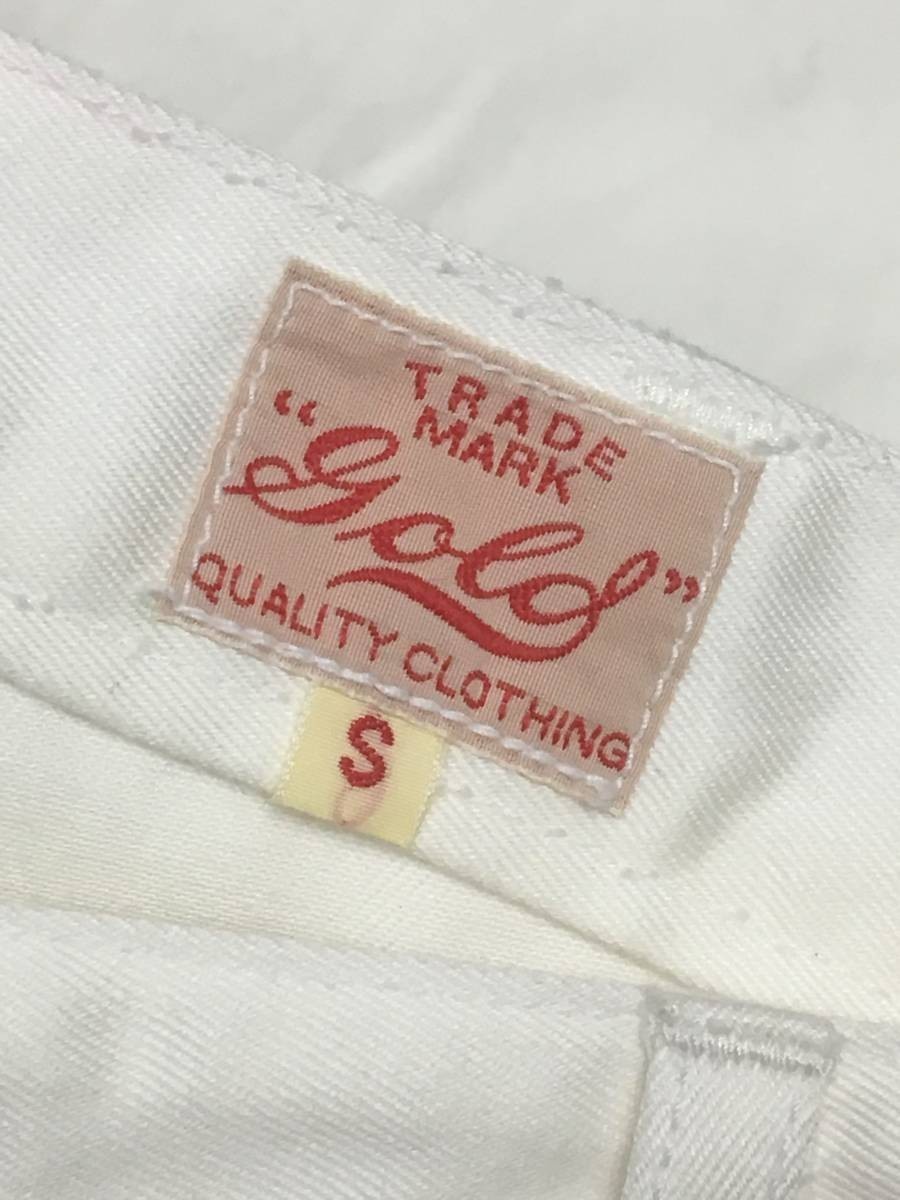 TRADE
MARK
“Gold”
QUALITY CLOTHING
S